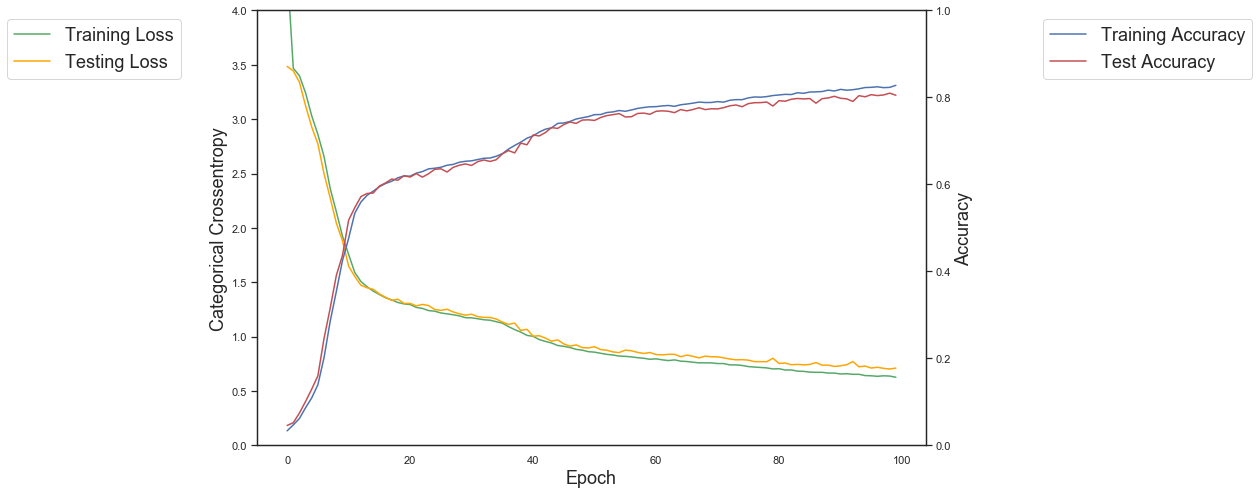 Training Loss
Testing Loss
Training Accuracy
Test Accuracy
Categorical Crossentropy
4.0
3.5
3.0
2.5
2.0
1.5
1.0
0.5
0.0
1.0
0.8
0.6
0.4
0.2
0.0
Accuracy
0 20 40 60 80 100
Epoch